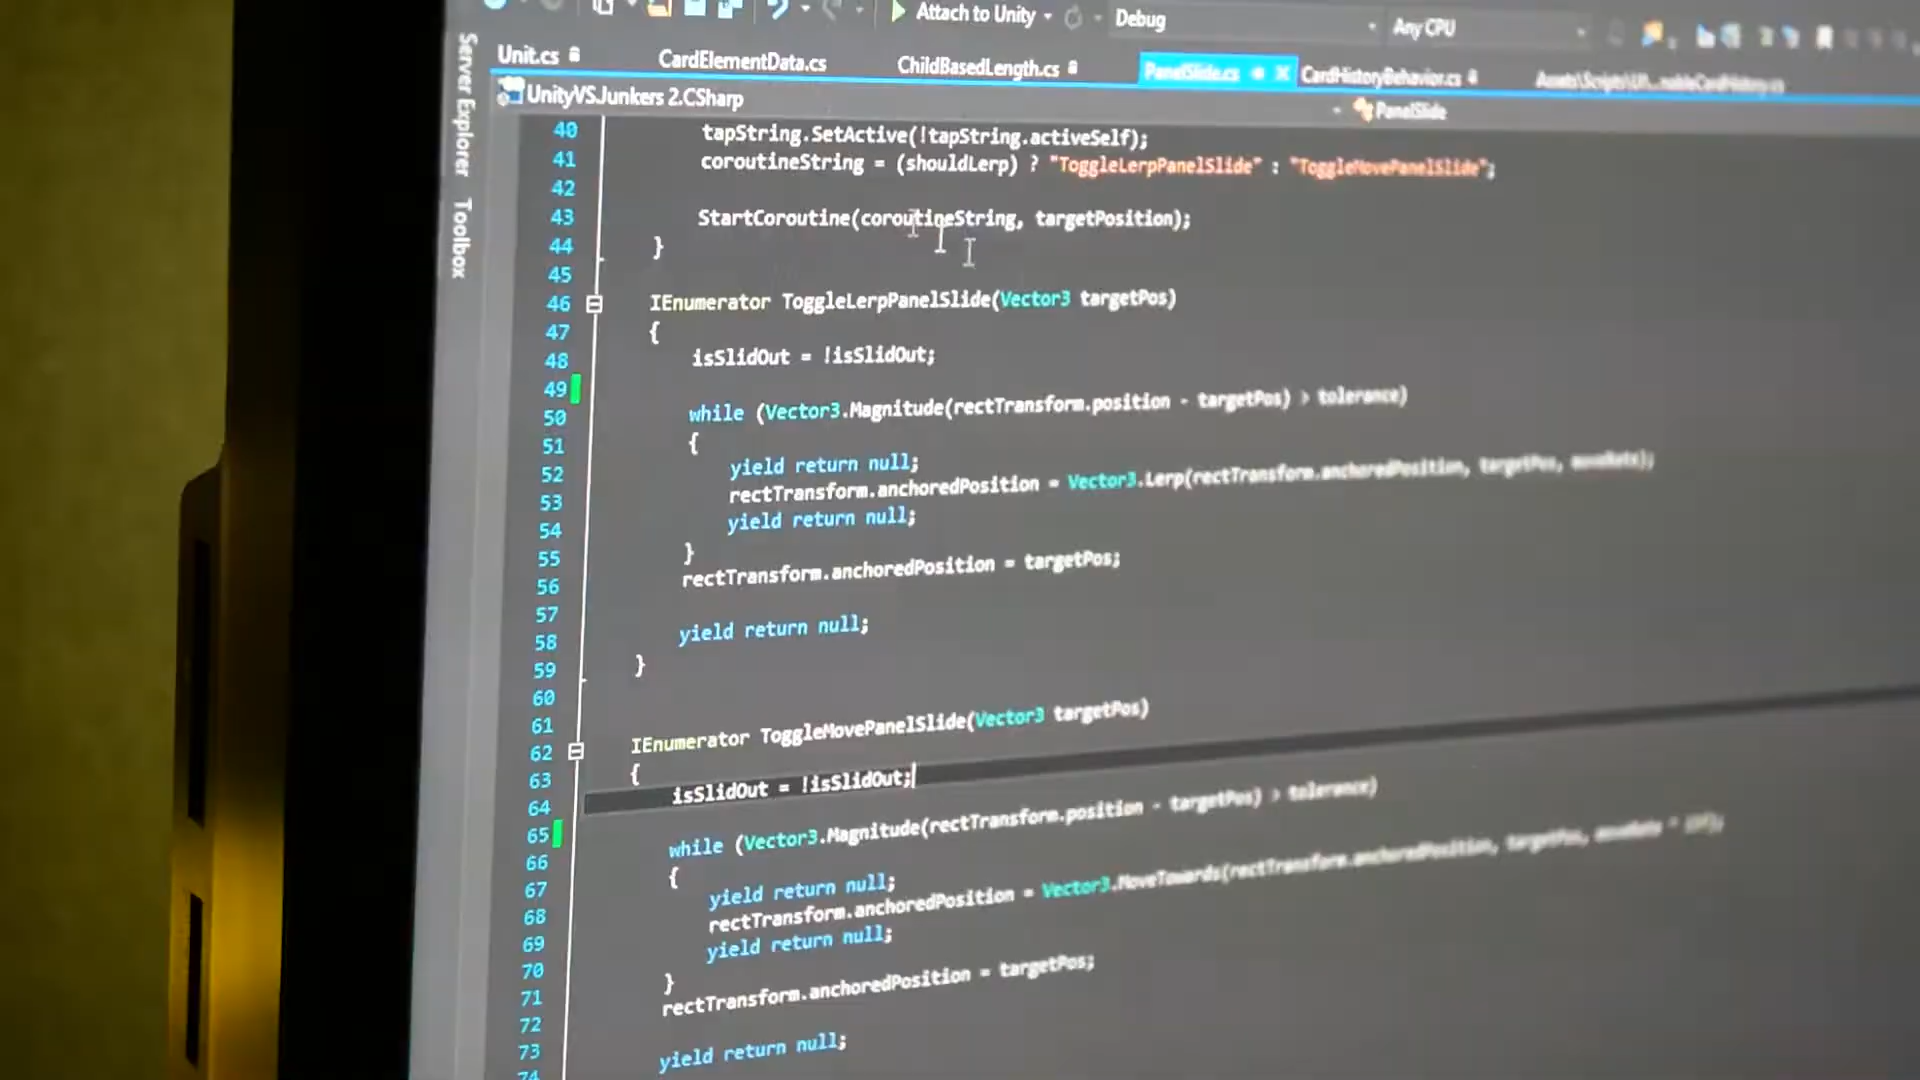 Attach to Unity Debug Any CPU
Server Explorer
Toolbox
Unit.cs CardElementData.cs ChildBasedLength.cs PanelSlide.cs CardHistoryBehavior.cs
UnityVSJunkers 2.CSharp PanelSlide
40 tapString.SetActive(!tapString.activeSelf);
41 coroutineString = (shouldLerp) ? "ToggleLerpPanelSlide" : "ToggleMovePanelSlide";
42
43 StartCoroutine(coroutineString, targetPosition);
44 }
45
46 IEnumerator ToggleLerpPanelSlide(Vector3 targetPos)
47 {
48 isSlidOut = !isSlidOut;
49
50 while (Vector3.Magnitude(rectTransform.position - targetPos) > tolerance)
51 {
52 yield return null;
53 rectTransform.anchoredPosition = Vector3.Lerp(rectTransform.anchoredPosition, targetPos, moveRate);
54 yield return null;
55 }
56 rectTransform.anchoredPosition = targetPos;
57
58 yield return null;
59 }
60
61
62 IEnumerator ToggleMovePanelSlide(Vector3 targetPos)
63 {
64 isSlidOut = !isSlidOut;
65
66 while (Vector3.Magnitude(rectTransform.position - targetPos) > tolerance)
67 {
68 yield return null;
69 rectTransform.anchoredPosition = Vector3.MoveTowards(rectTransform.anchoredPosition, targetPos, moveRate *
70 yield return null;
71 }
72 rectTransform.anchoredPosition = targetPos;
73
74 yield return null;